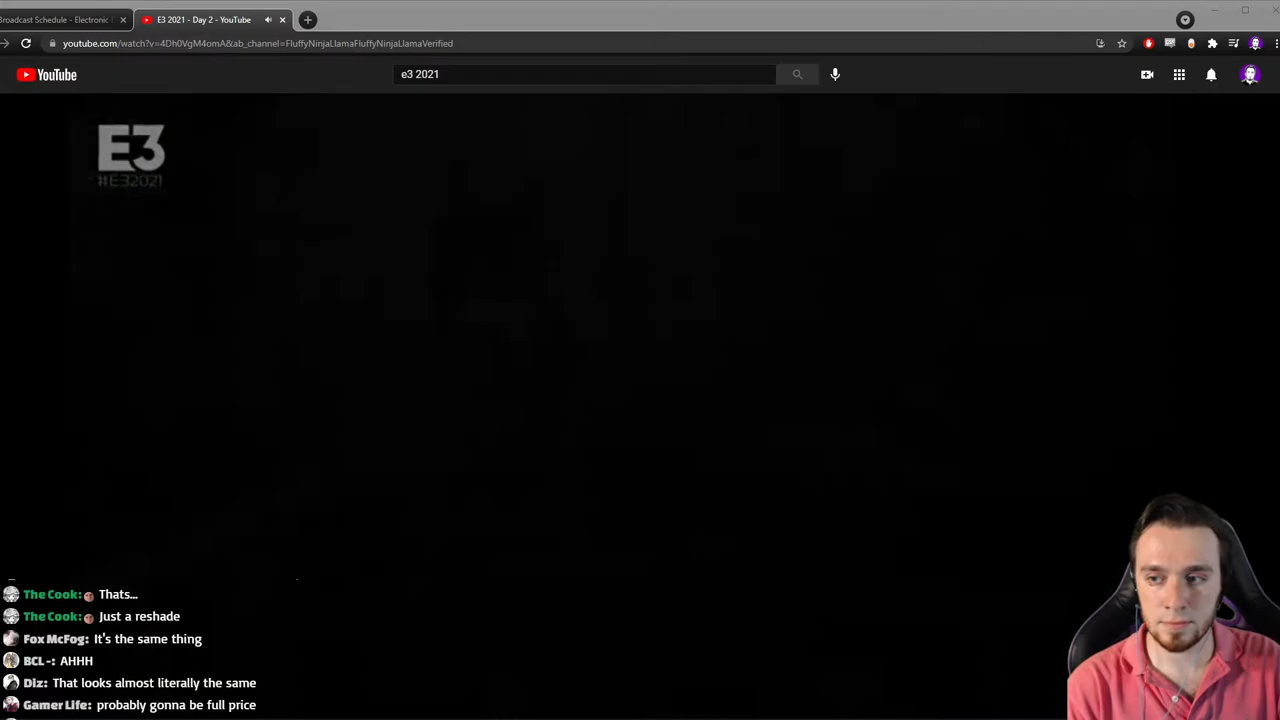 Broadcast Schedule - Electronic
E3 2021 - Day 2 - YouTube
youtube.com/watch?v=4Dh0VgM4omA&ab_channel=FluffyNinjaLlamaFluffyNinjaLlamaVerified
YouTube
e3 2021
E3
#E32021
The Cook: Thats...
The Cook: Just a reshade
Fox McFog: It's the same thing
BCL -: AHHH
Diz: That looks almost literally the same
Gamer Life: probably gonna be full price